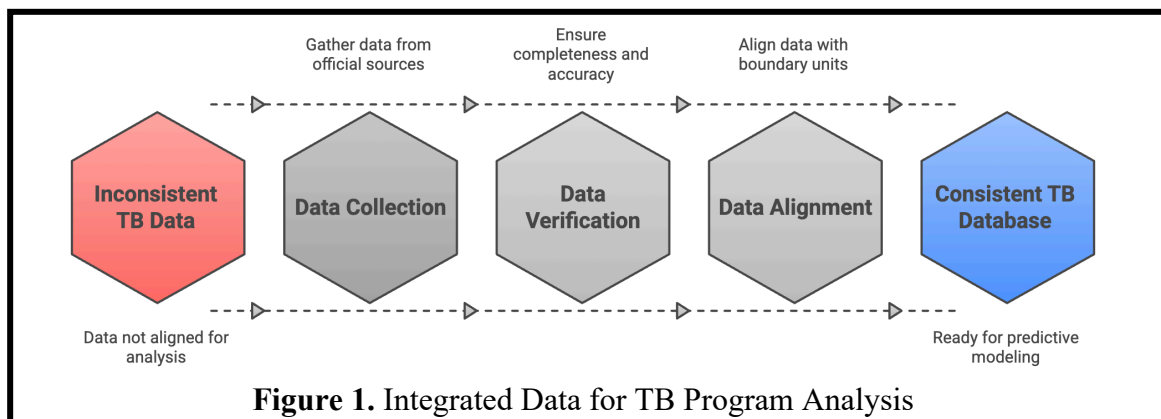 Gather data from
official sources
Ensure
completeness and
accuracy
Align data with
boundary units
Inconsistent
TB Data
Data Collection
Data
Verification
Data Alignment
Consistent TB
Database
Data not aligned for
analysis
Ready for predictive
modeling
Figure 1. Integrated Data for TB Program Analysis